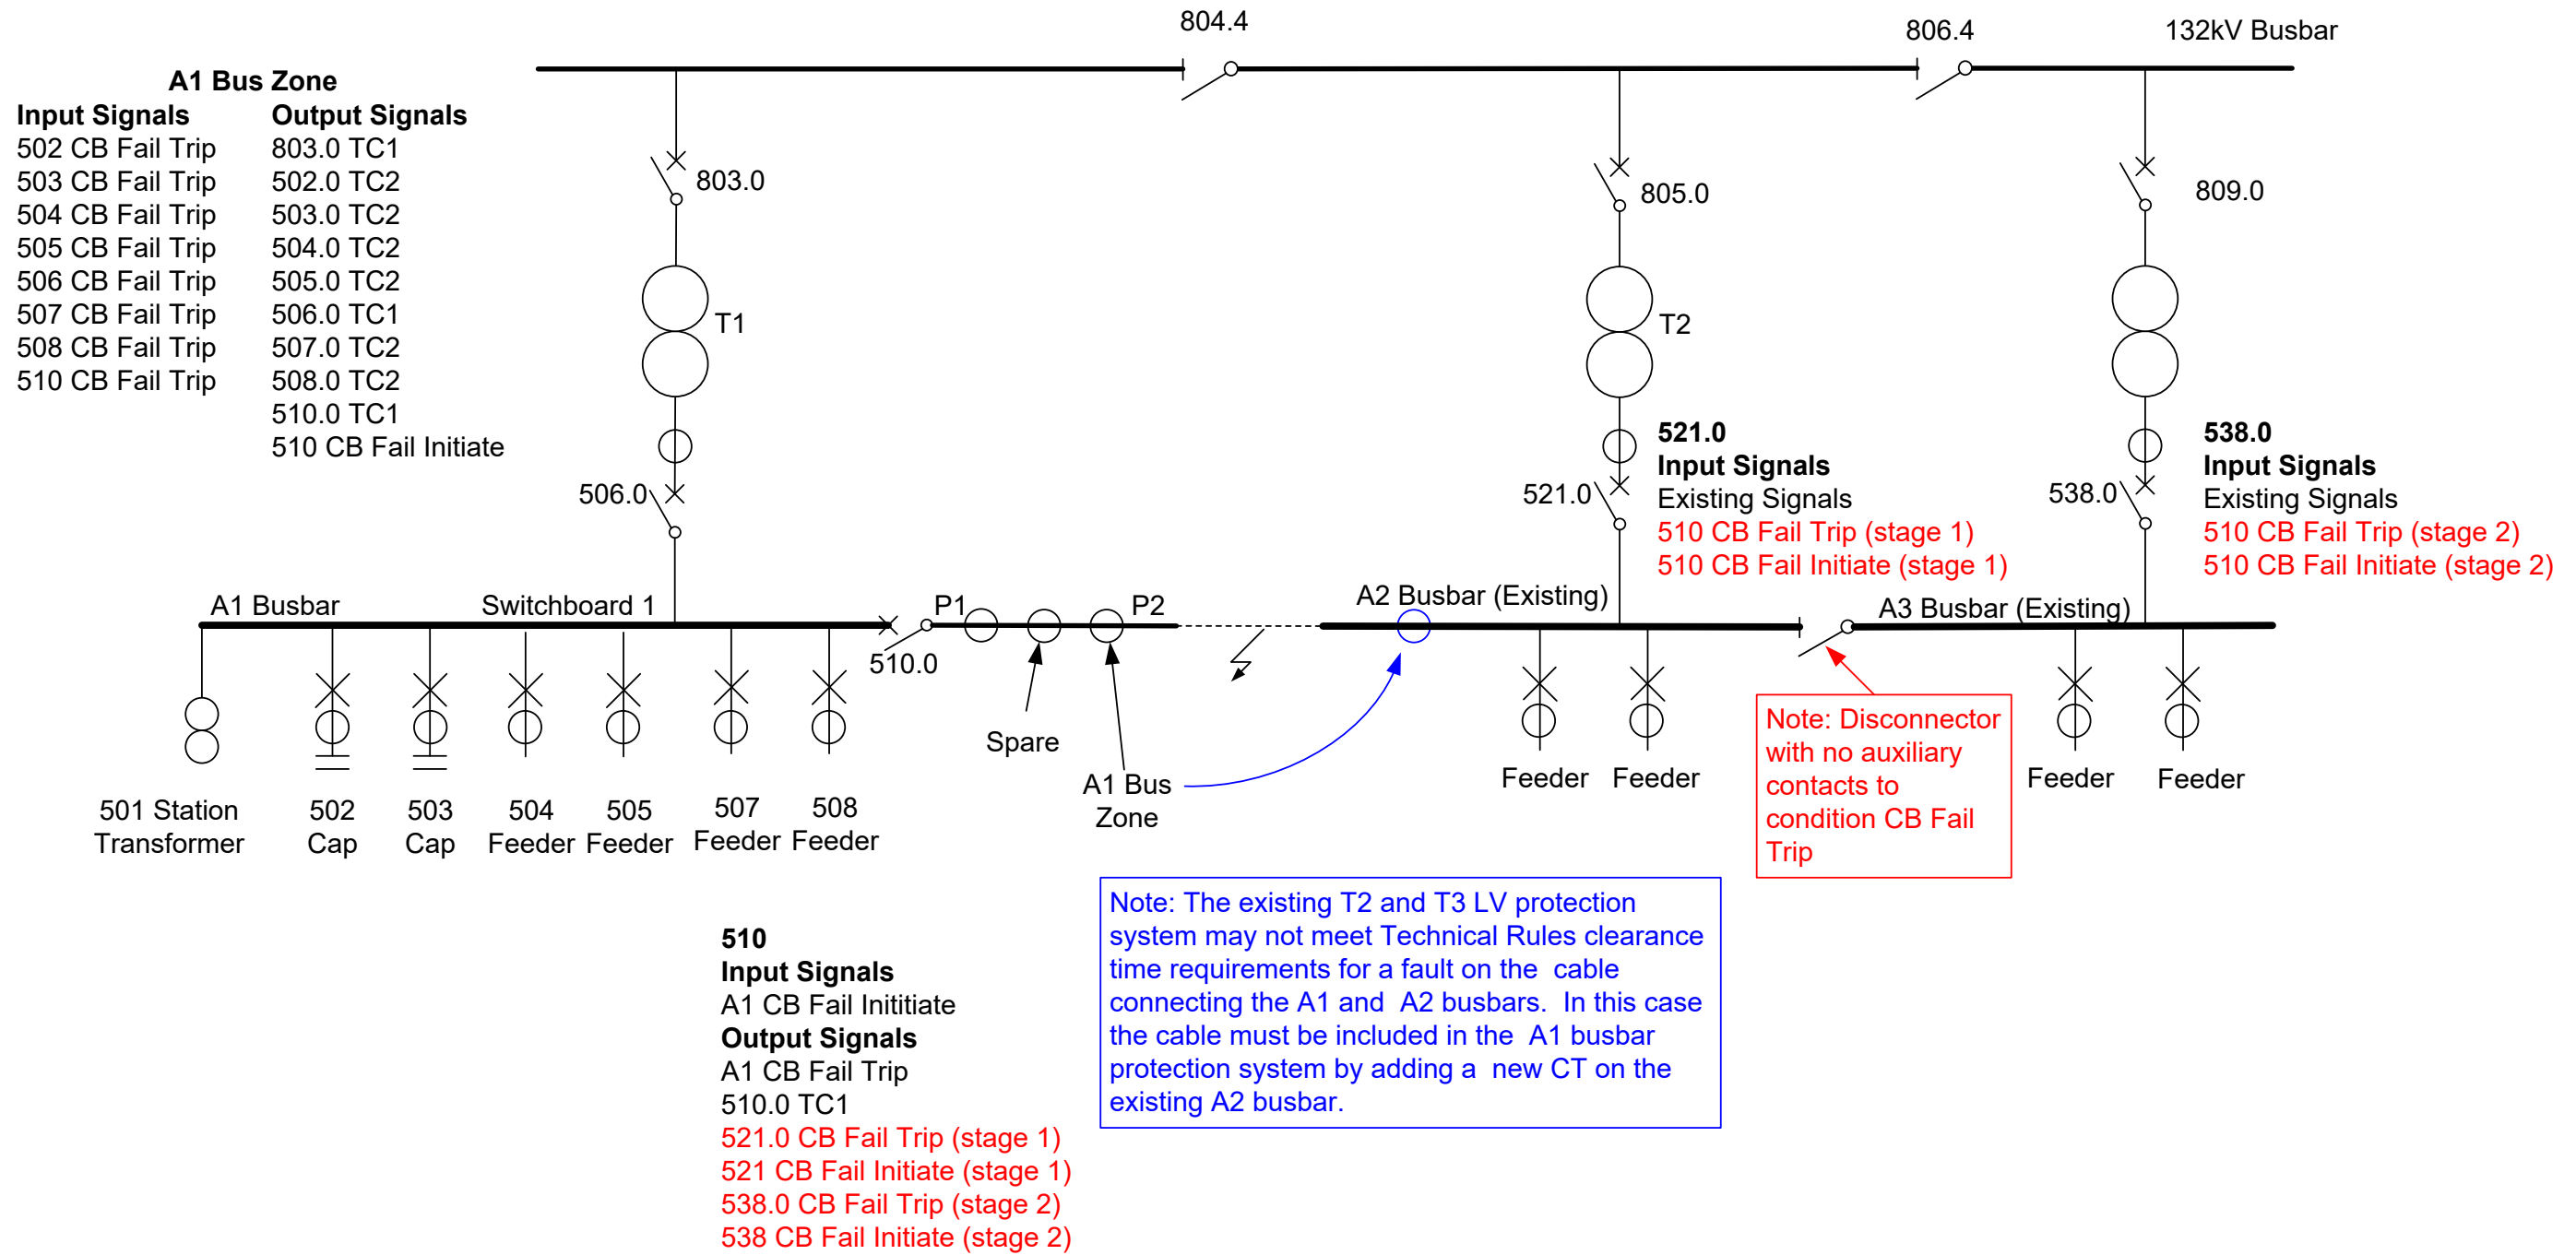 804.4
806.4
132kV Busbar
A1 Bus Zone
Input Signals
502 CB Fail Trip
503 CB Fail Trip
504 CB Fail Trip
505 CB Fail Trip
506 CB Fail Trip
507 CB Fail Trip
508 CB Fail Trip
510 CB Fail Trip
Output Signals
803.0 TC1
502.0 TC2
503.0 TC2
504.0 TC2
505.0 TC2
506.0 TC1
507.0 TC2
508.0 TC2
510.0 TC1
510 CB Fail Initiate
803.0
805.0
809.0
T1
T2
506.0
521.0
521.0
Input Signals
Existing Signals
510 CB Fail Trip (stage 1)
510 CB Fail Initiate (stage 1)
538.0
538.0
Input Signals
Existing Signals
510 CB Fail Trip (stage 2)
510 CB Fail Initiate (stage 2)
A1 Busbar
Switchboard 1
510.0
P1
P2
A2 Busbar (Existing)
A3 Busbar (Existing)
Spare
A1 Bus
Zone
Feeder
Feeder
Note: Disconnector
with no auxiliary
contacts to
condition CB Fail
Trip
Feeder
Feeder
501 Station
Transformer
502
Cap
503
Cap
504
Feeder
505
Feeder
507
Feeder
508
Feeder
510
Input Signals
A1 CB Fail Inititiate
Output Signals
A1 CB Fail Trip
510.0 TC1
521.0 CB Fail Trip (stage 1)
521 CB Fail Initiate (stage 1)
538.0 CB Fail Trip (stage 2)
538 CB Fail Initiate (stage 2)
Note: The existing T2 and T3 LV protection
system may not meet Technical Rules clearance
time requirements for a fault on the cable
connecting the A1 and A2 busbars. In this case
the cable must be included in the A1 busbar
protection system by adding a new CT on the
existing A2 busbar.